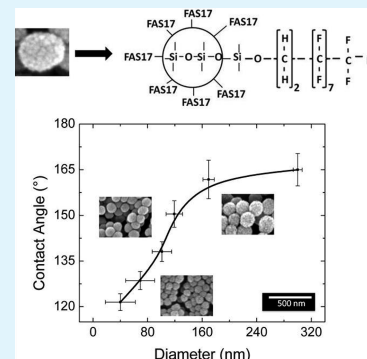 FAS17 FAS17 FAS17
FAS17 Si O Si O Si O H C H 2 F C F 7 F C F
FAS17 FAS17
FAS17
Contact Angle (°)
180
165
150
135
120
500 nm
0 80 160 240 320
Diameter (nm)